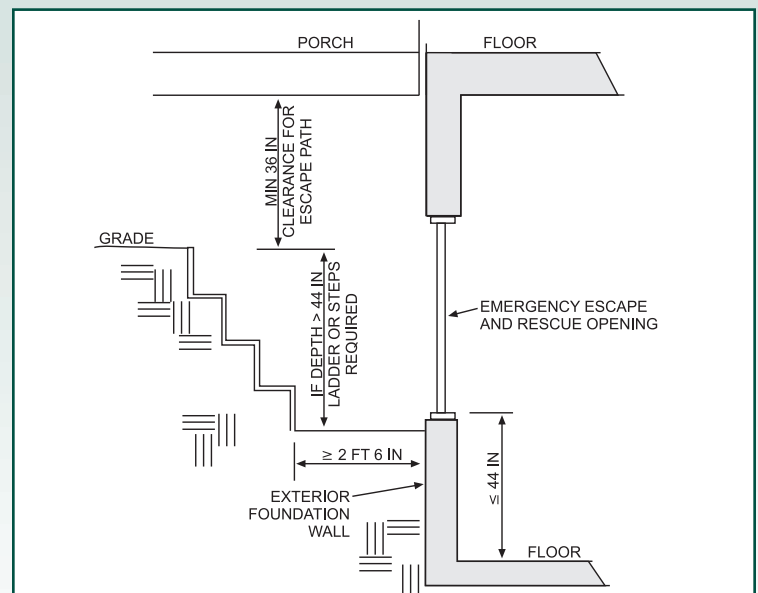 PORCH
FLOOR
MIN 36 IN
CLEARANCE FOR
ESCAPE PATH
GRADE
IF DEPTH > 44 IN
LADDER OR STEPS
REQUIRED
EMERGENCY ESCAPE
AND RESCUE OPENING
≥ 2 FT 6 IN
≤ 44 IN
EXTERIOR
FOUNDATION
WALL
FLOOR